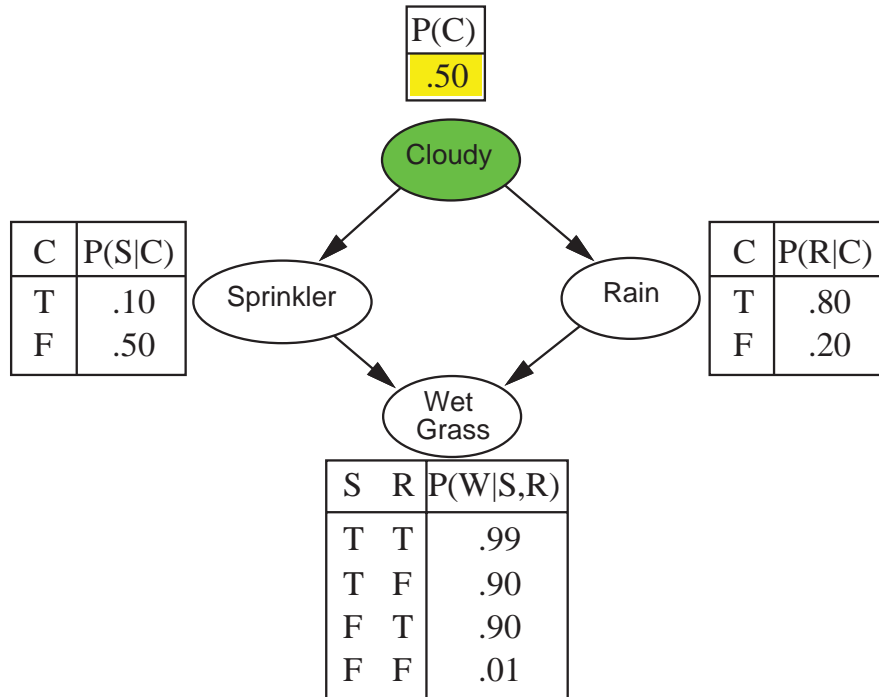 P(C)
.50
Cloudy
C P(S|C)
T .10
F .50
Sprinkler
Rain
C P(R|C)
T .80
F .20
Wet
Grass
S R P(W|S,R)
T T .99
T F .90
F T .90
F F .01